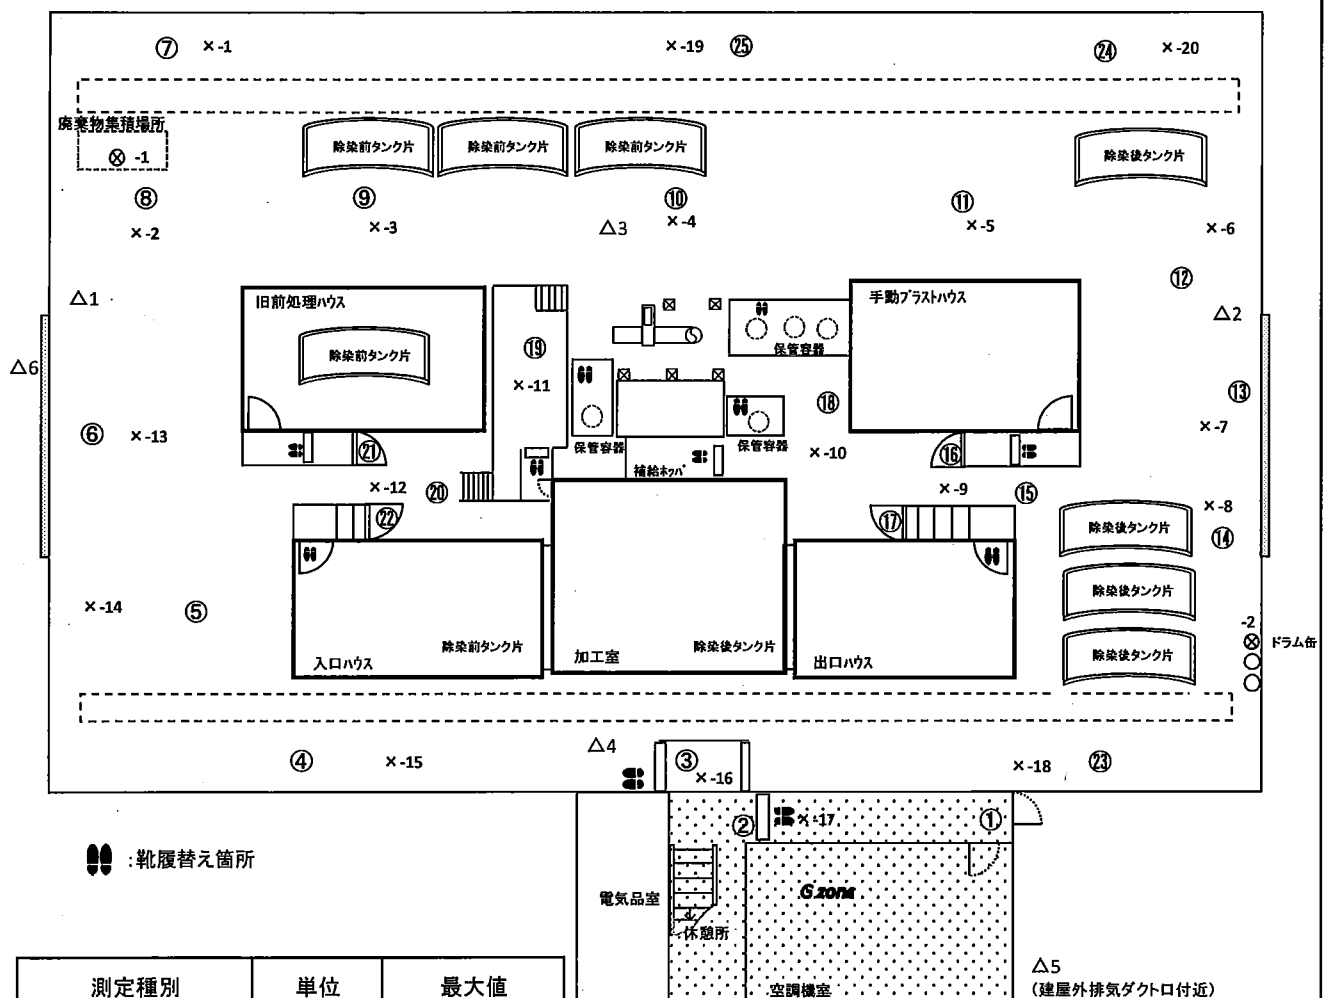 ⑦ ×-1 ×-19 ㉕ ㉔ ×-20
廃棄物集積場所
⊗ -1
除染前タンク片 除染前タンク片 除染前タンク片 除染後タンク片
⑧ ⑨ ⑩ ⑪
×-2 ×-3 △3 ×-4 ×-5 ×-6
⑫
△1 旧前処理ハウス 手動ブラストハウス △2
除染前タンク片 ⑲ 保管容器
△6 ×-11 ⑱ ⑬
⑥ ×-13 ×-7
保管容器 保管容器
㉑ ×-10 ⑯
補給ホッパ
×-12 ⑳ ×-9 ⑮ ×-8
㉒ ⑰ 除染後タンク片 ⑭
除染後タンク片
×-14 ⑤
-2
⊗ ドラム缶
除染前タンク片 除染後タンク片 除染後タンク片
入口ハウス 加工室 出口ハウス
④ ×-15 △4 ③ ×-16 ×-18 ㉓
② ×-17 ①
:靴履替え箇所
電気品室 G zone
休憩所
測定種別 単位 最大値
空調機室
△5
(建屋外排気ダクト口付近)